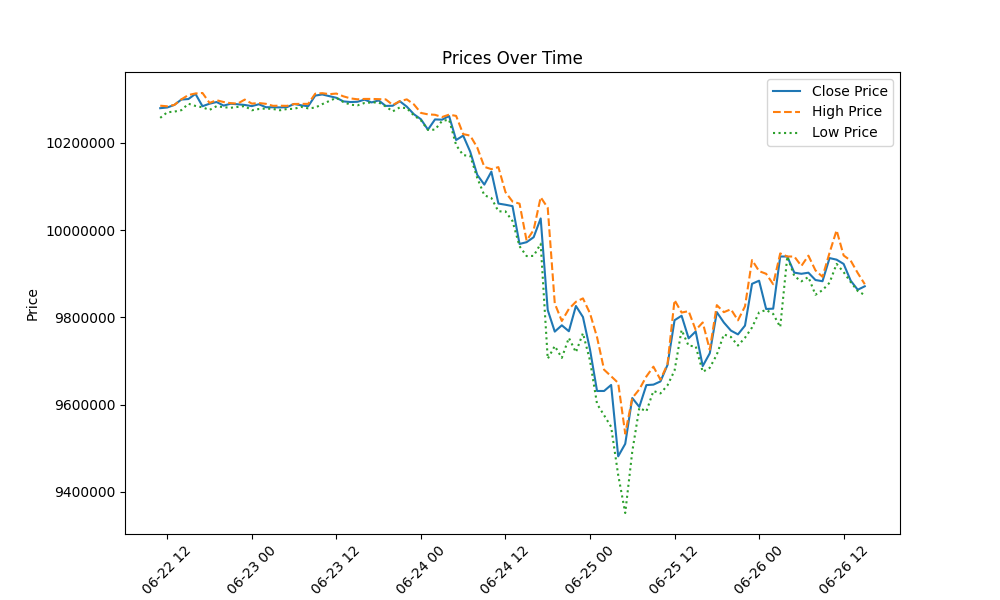 Prices Over Time
Close Price
High Price
Low Price
Price
10200000
10000000
9800000
9600000
9400000
06-22 12
06-23 00
06-23 12
06-24 00
06-24 12
06-25 00
06-25 12
06-26 00
06-26 12